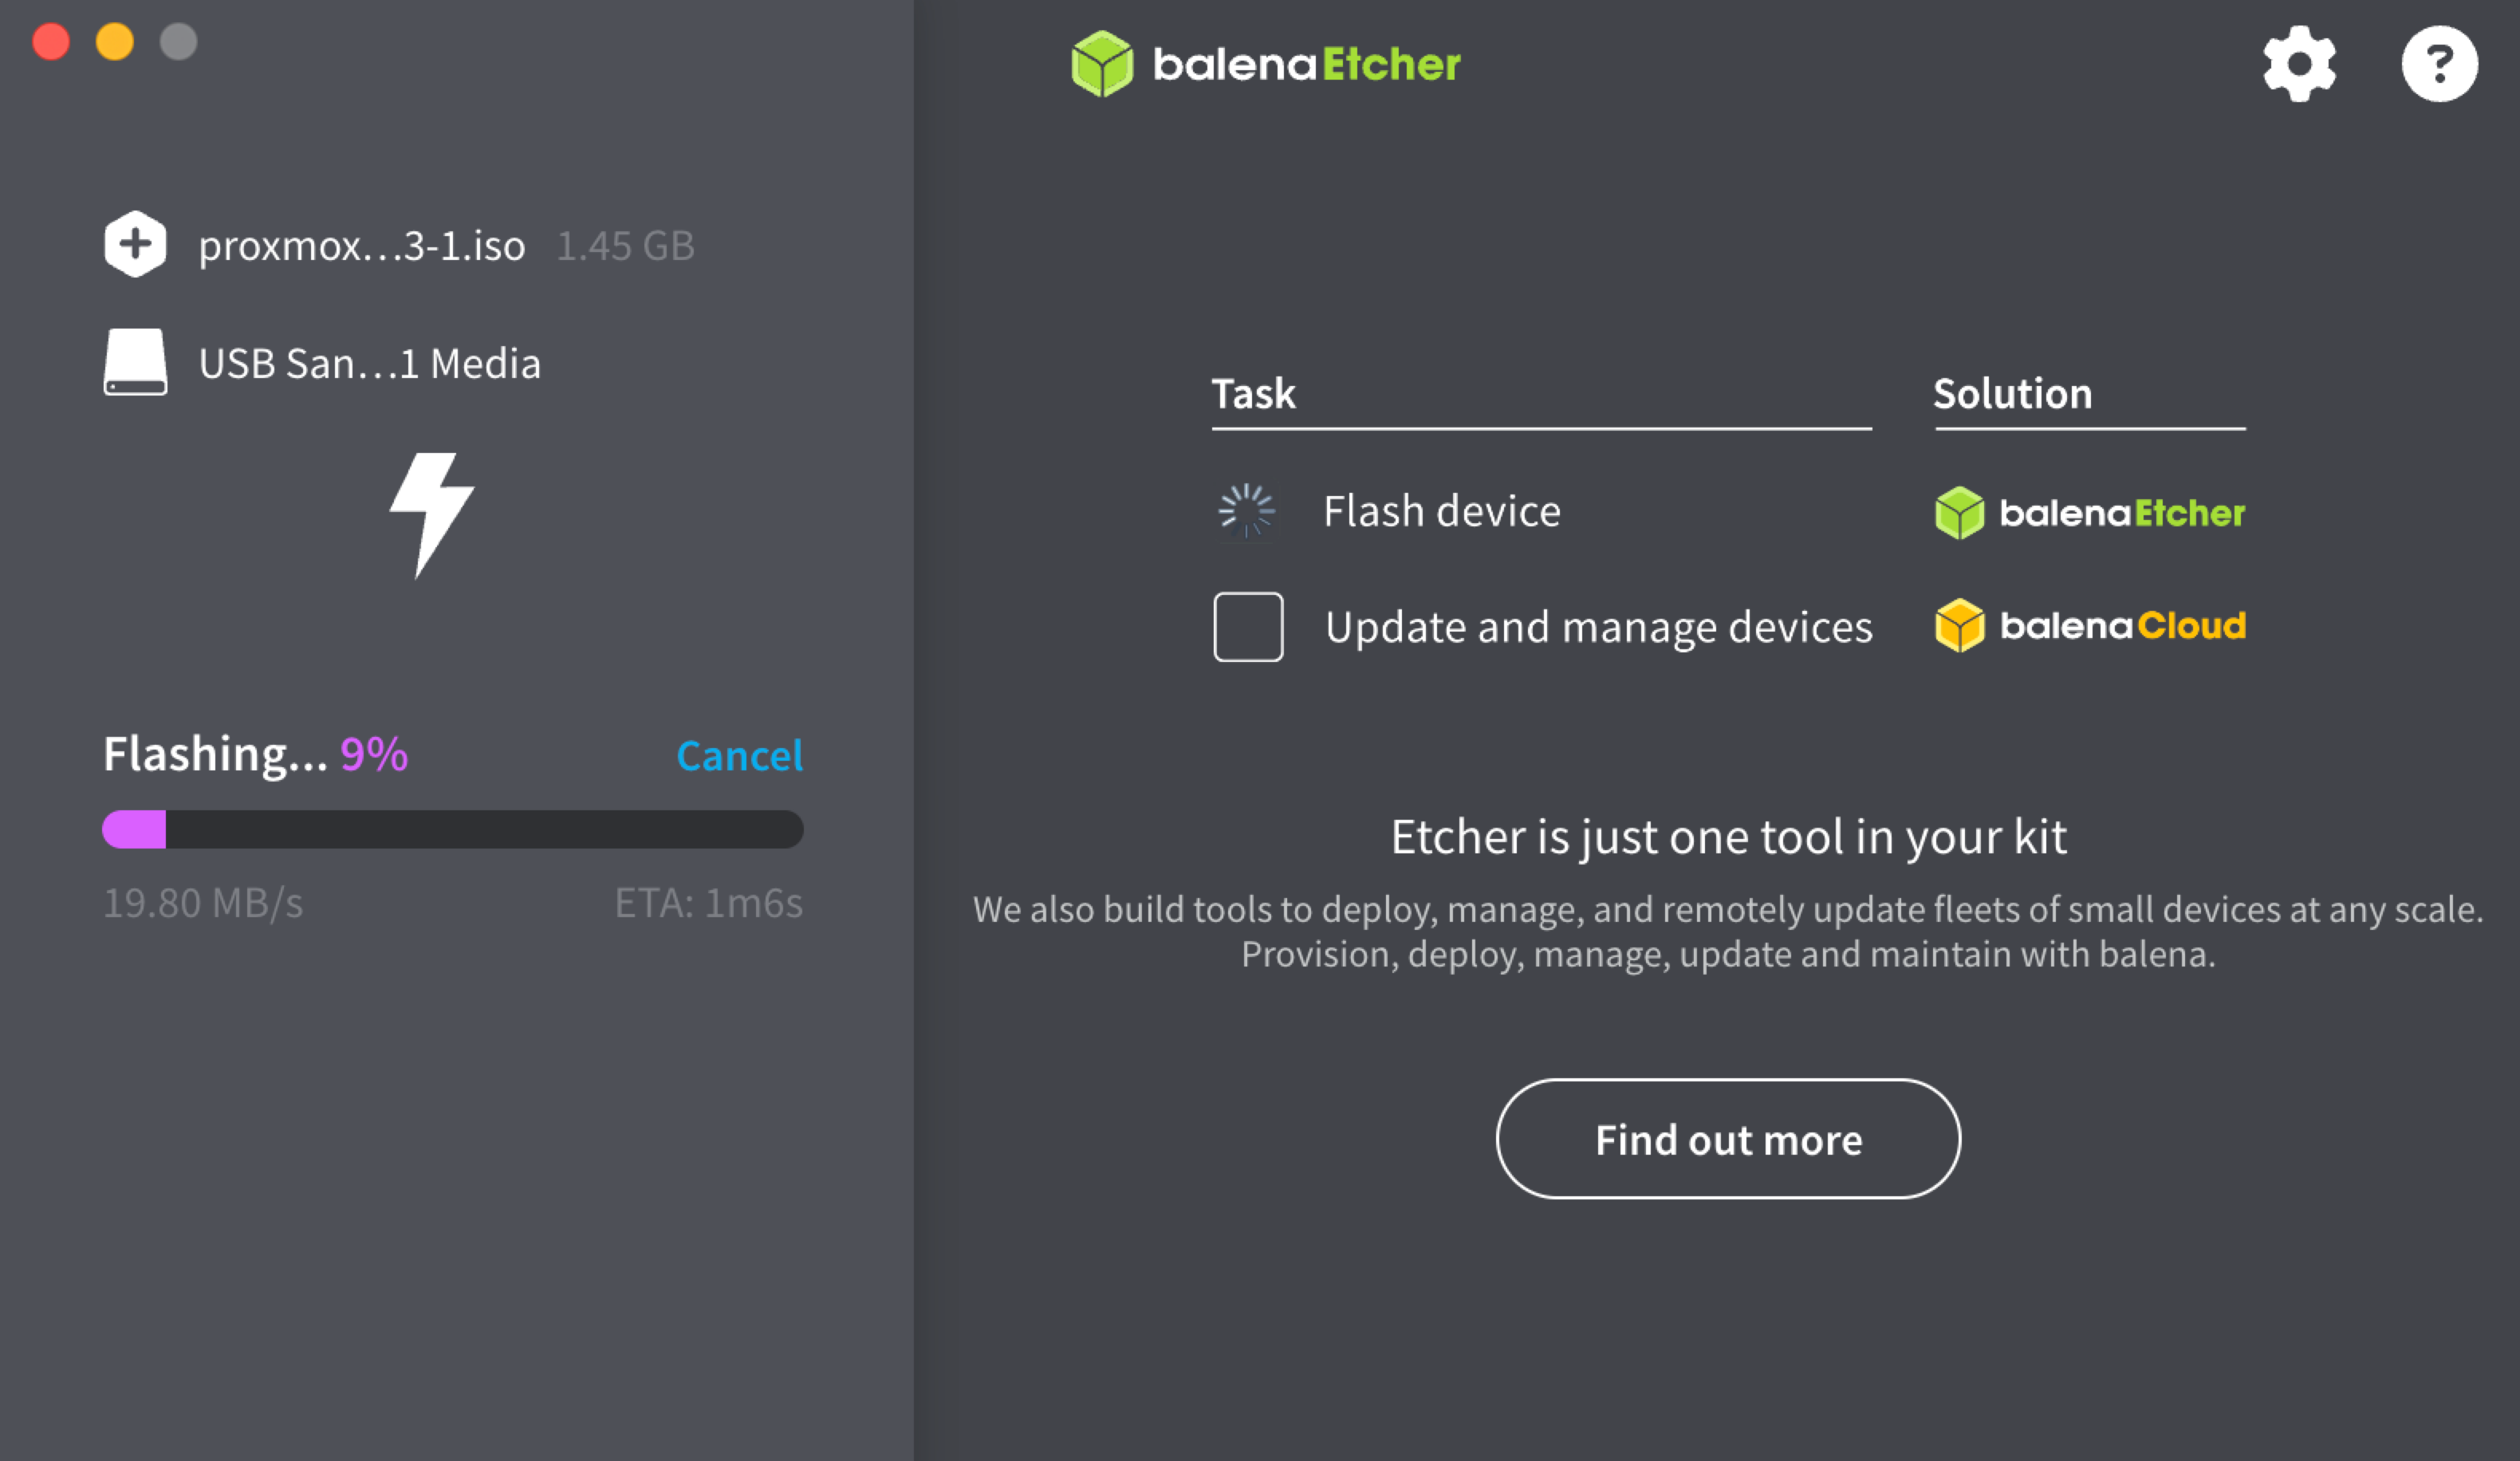 balenaEtcher
proxmox...3-1.iso 1.45 GB
USB San...1 Media
Flashing... 9% Cancel
19.80 MB/s ETA: 1m6s
Task Solution
Flash device balenaEtcher
Update and manage devices balenaCloud
Etcher is just one tool in your kit
We also build tools to deploy, manage, and remotely update fleets of small devices at any scale.
Provision, deploy, manage, update and maintain with balena.
Find out more